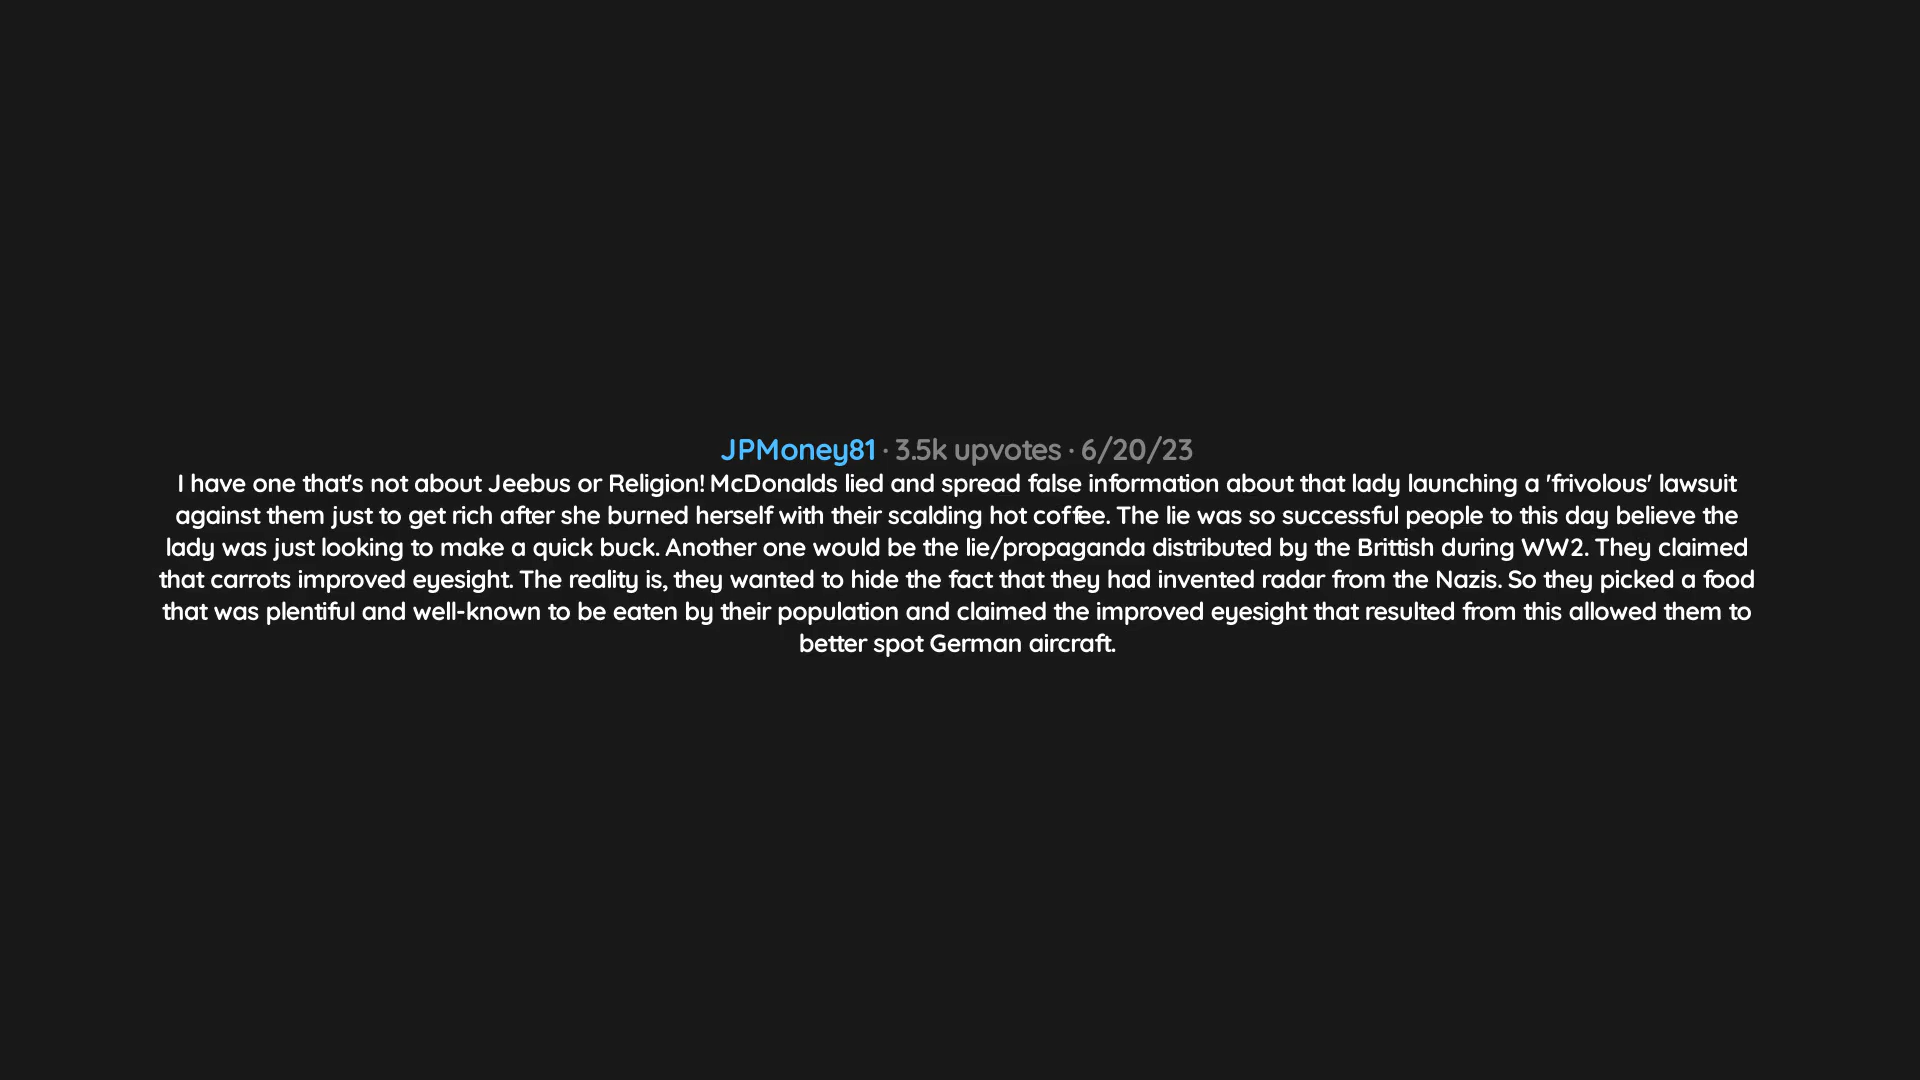 JPMoney81 · 3.5k upvotes · 6/20/23
I have one that's not about Jeebus or Religion! McDonalds lied and spread false information about that lady launching a 'frivolous' lawsuit
against them just to get rich after she burned herself with their scalding hot coffee. The lie was so successful people to this day believe the
lady was just looking to make a quick buck. Another one would be the lie/propaganda distributed by the Brittish during WW2. They claimed
that carrots improved eyesight. The reality is, they wanted to hide the fact that they had invented radar from the Nazis. So they picked a food
that was plentiful and well-known to be eaten by their population and claimed the improved eyesight that resulted from this allowed them to
better spot German aircraft.